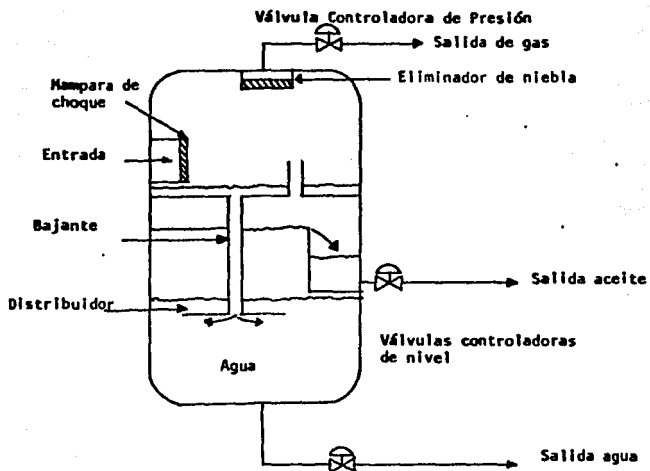 Válvula Controladora de Presión
Salida de gas
Eliminador de niebla
Mampara de
choque
Entrada
Bajante
Distribuidor
Salida aceite
Válvulas controladoras
de nivel
Agua
Salida agua